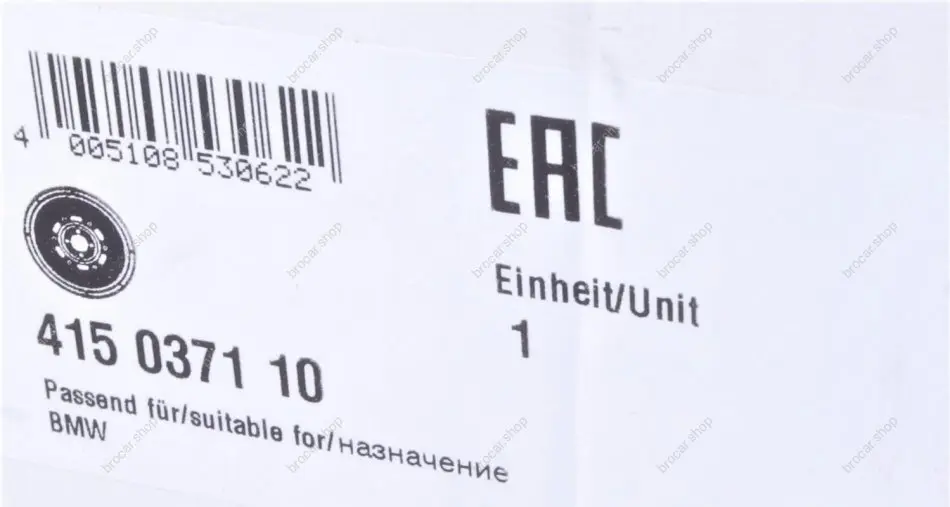 4 005108 530622
EAC
Einheit/Unit
1
415 0371 10
Passend für/suitable for/назначение
BMW
brocar.shop